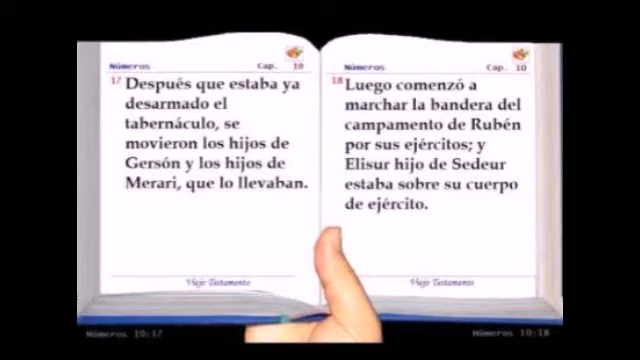 Números Cap. 10
17 Después que estaba ya
desarmado el
tabernáculo, se
movieron los hijos de
Gersón y los hijos de
Merari, que lo llevaban.
Viejo Testamento
Números 10:17
Números Cap. 10
18 Luego comenzó a
marchar la bandera del
campamento de Rubén
por sus ejércitos; y
Elisur hijo de Sedeur
estaba sobre su cuerpo
de ejército.
Viejo Testamento
Números 10:18